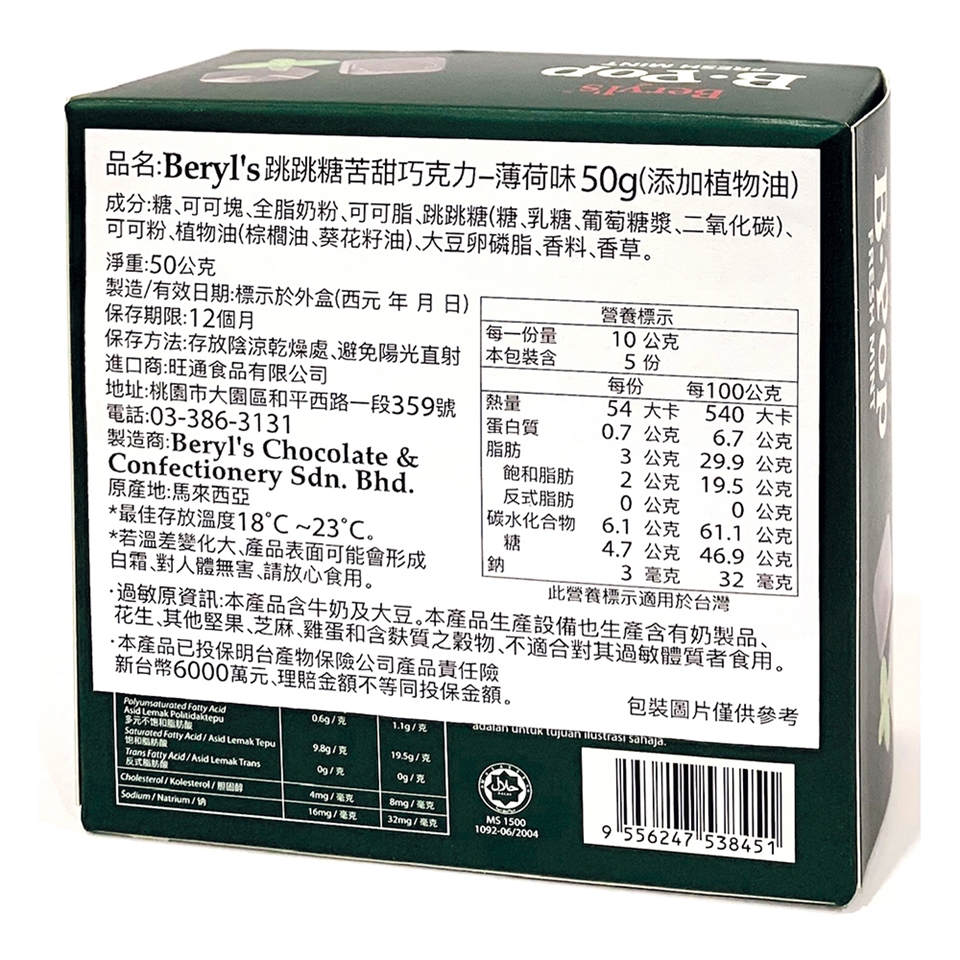 Beryl's
B·Pop
FRESH MINT
品名:Beryl's跳跳糖苦甜巧克力–薄荷味50g(添加植物油)
成分:糖、可可塊、全脂奶粉、可可脂、跳跳糖(糖、乳糖、葡萄糖漿、二氧化碳)、
可可粉、植物油(棕櫚油、葵花籽油)、大豆卵磷脂、香料、香草。
淨重:50公克
製造/有效日期:標示於外盒(西元 年 月 日)
保存期限:12個月
保存方法:存放陰涼乾燥處、避免陽光直射
進口商:旺通食品有限公司
地址:桃園市大園區和平西路一段359號
電話:03-386-3131
製造商:Beryl's Chocolate &
Confectionery Sdn. Bhd.
原產地:馬來西亞
*最佳存放溫度18°C ~23°C。
*若溫差變化大、產品表面可能會形成
白霜、對人體無害、請放心食用。
營養標示
每一份量 10 公克
本包裝含 5 份
每份 每100公克
熱量 54 大卡 540 大卡
蛋白質 0.7 公克 6.7 公克
脂肪 3 公克 29.9 公克
飽和脂肪 2 公克 19.5 公克
反式脂肪 0 公克 0 公克
碳水化合物 6.1 公克 61.1 公克
糖 4.7 公克 46.9 公克
鈉 3 毫克 32 毫克
此營養標示適用於台灣
·過敏原資訊:本產品含牛奶及大豆。本產品生產設備也生產含有奶製品、
花生、其他堅果、芝麻、雞蛋和含麩質之穀物、不適合對其過敏體質者食用。
·本產品已投保明台產物保險公司產品責任險
新台幣6000萬元、理賠金額不等同投保金額。
包裝圖片僅供參考
Polyunsaturated Fatty Acid
Asid Lemak Politidaktepu
多元不饱和脂肪酸 0.6g / 克 1.1g / 克
Saturated Fatty Acid / Asid Lemak Tepu
饱和脂肪酸 9.8g / 克 19.5g / 克
Trans Fatty Acid / Asid Lemak Trans
反式脂肪酸 0g / 克 0g / 克
Cholesterol / Kolesterol / 胆固醇 4mg / 毫克 8mg / 毫克
Sodium / Natrium / 钠 16mg / 毫克 32mg / 毫克
adalah untuk tujuan ilustrasi sahaja.
حلال
HALAL
MS 1500
1092-06/2004
9 556247 538451
B·POP
FRESH MINT